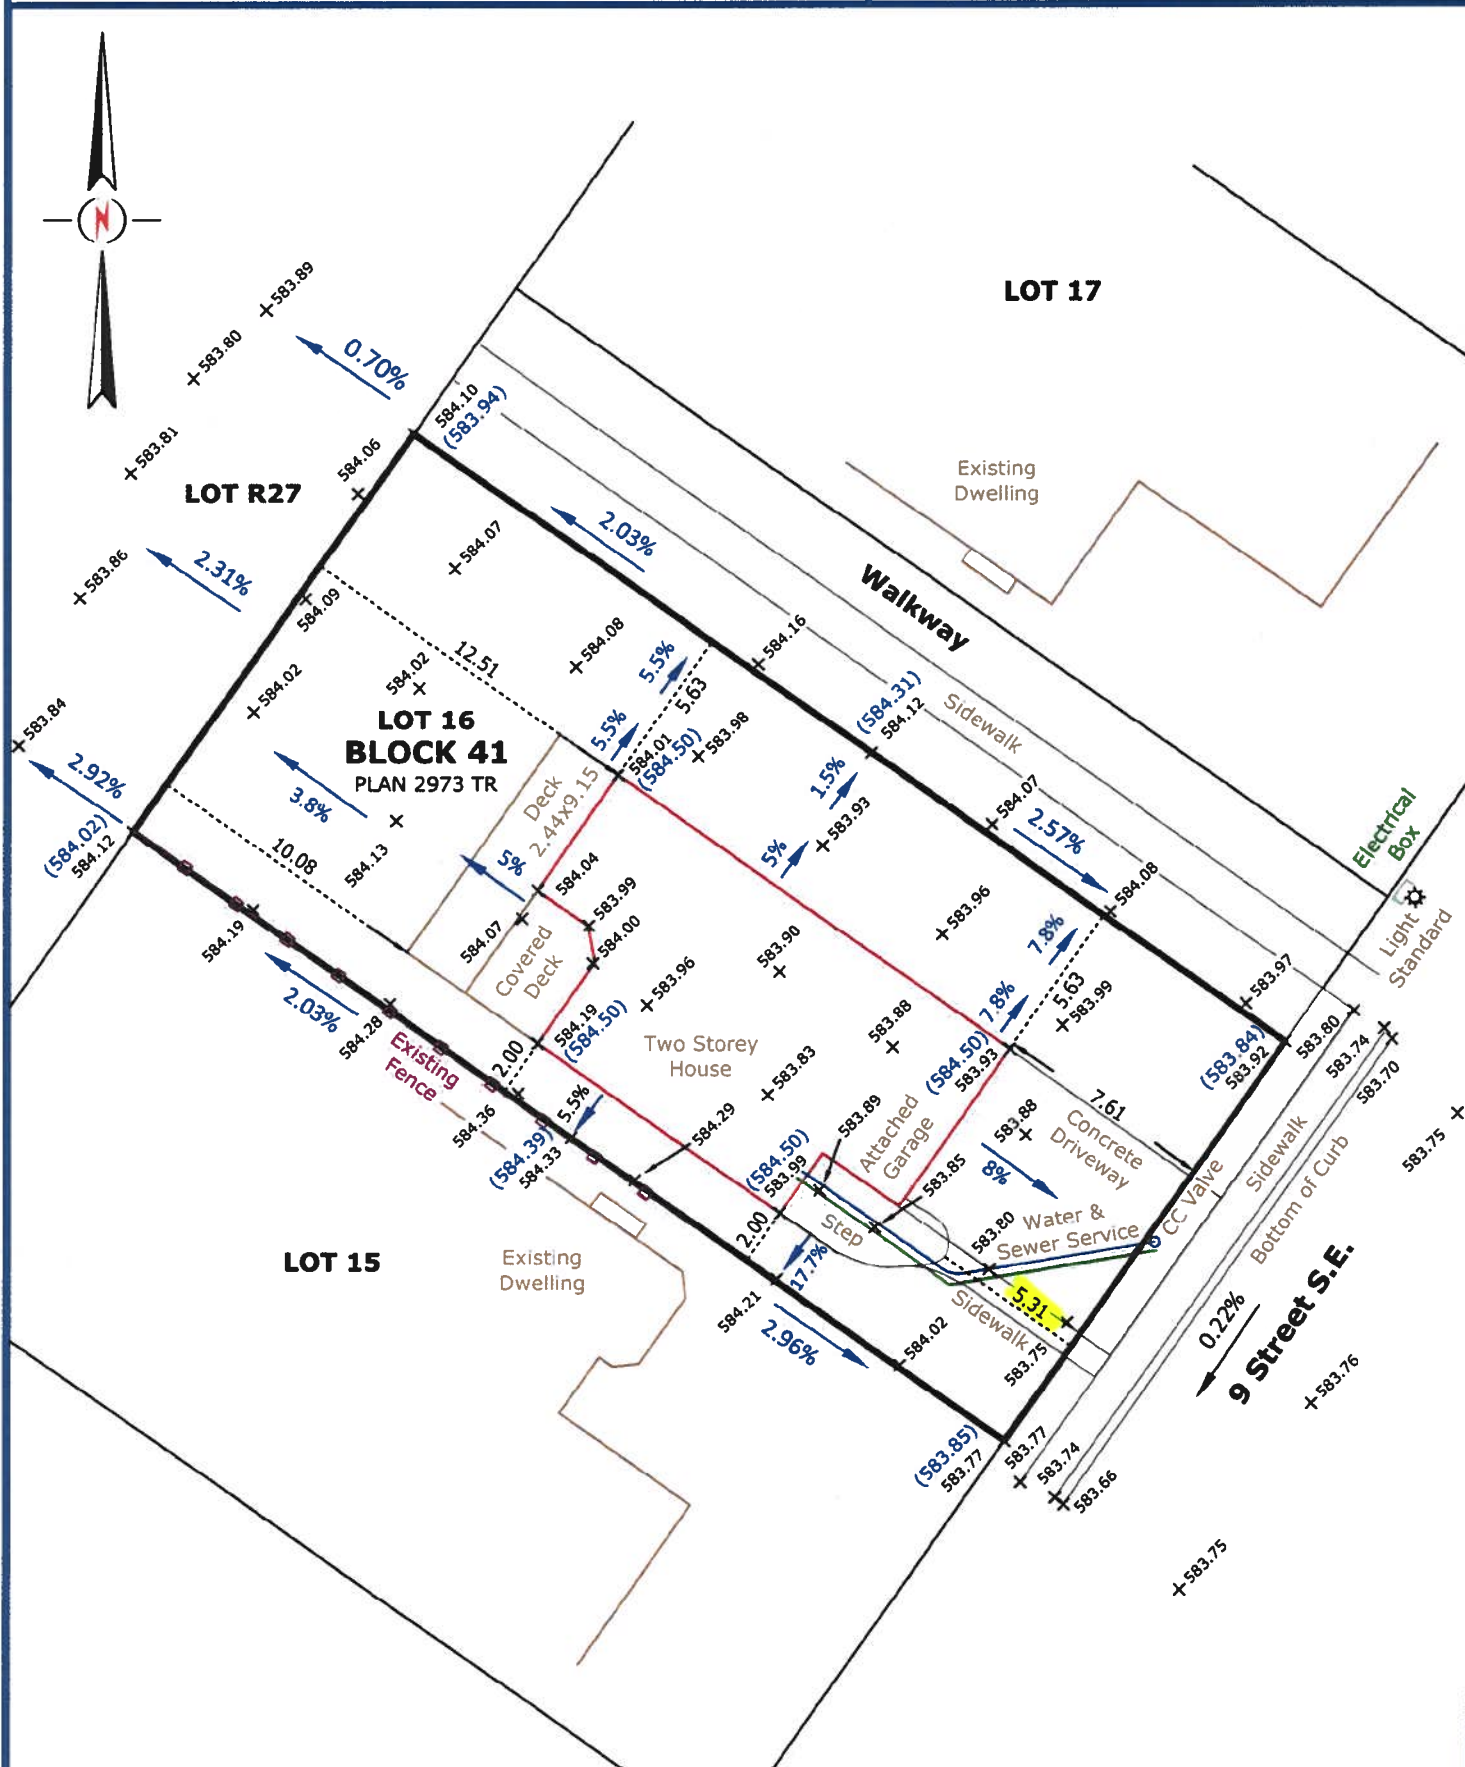 N
583.89
583.80
0.70%
583.81
584.10
(583.94)
584.06
LOT R27
LOT 17
Existing
Dwelling
2.03%
584.07
583.86
2.31%
584.09
Walkway
584.16
584.08
12.51
5.5%
5.63
584.02
584.02
(584.31)
584.12
Sidewalk
583.84
LOT 16
BLOCK 41
PLAN 2973 TR
5.5%
584.01
(584.50)
583.98
2.92%
3.8%
Deck
2.44x9.15
1.5%
584.07
2.57%
Electrical
Box
(584.02)
584.12
10.08
584.13
5%
583.93
5%
584.04
584.08
583.99
583.96
7.8%
Light
Standard
584.19
584.07
Covered
Deck
584.00
583.90
583.96
583.97
2.03%
584.28
584.19
(584.50)
583.88
7.8%
5.63
583.99
Existing
Fence
2.00
Two Storey
House
583.83
(584.50)
583.93
(583.84)
583.92
583.80
583.74
583.70
5.5%
584.36
584.29
583.89
Attached
Garage
583.88
7.61
Concrete
Driveway
583.75
(584.39)
584.33
(584.50)
583.99
583.85
8%
CC Valve
Sidewalk
Bottom of Curb
LOT 15
Existing
Dwelling
2.00
Step
17.7%
583.80
Water &
Sewer Service
584.21
2.96%
Sidewalk
5.31
0.22%
9 Street S.E.
584.02
583.75
583.76
(583.85)
583.77
583.77
583.74
583.66
583.75